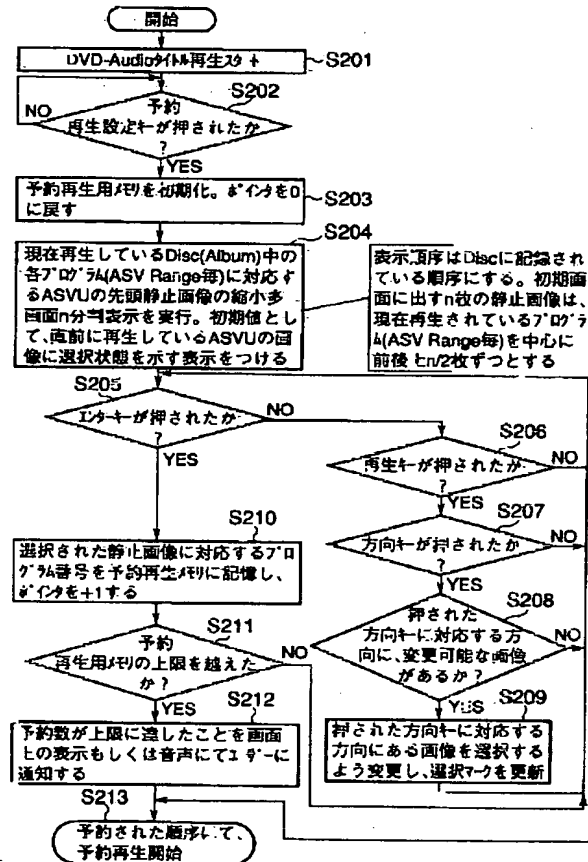 開始
DVD-Audioﾀｲﾄﾙ再生ｽﾀｰﾄ
S201
S202
NO
予約
再生設定ｷｰが押されたか
?
YES
予約再生用ﾒﾓﾘを初期化。ﾎﾟｲﾝﾀを0
に戻す
S203
S204
現在再生しているDisc(Album)中の
各ﾌﾟﾛｸﾞﾗﾑ(ASV Range毎)に対応す
るASVUの先頭静止画像の縮小多
画面n分割表示を実行。初期値とし
て、直前に再生しているASVUの画
像に選択状態を示す表示をつける
表示順序はDiscに記録され
ている順序にする。初期画
面に出すn枚の静止画像は、
現在再生されているﾌﾟﾛｸﾞﾗ
ﾑ(ASV Range毎)を中心に
前後にn/2枚ずつとする
S205
ｴﾝﾀｰｷｰが押されたか
?
NO
YES
S206
再生ｷｰが押されたか
?
NO
YES
S207
方向ｷｰが押されたか
?
NO
YES
S208
押された
方向ｷｰに対応する方
向に、変更可能な画像
があるか?
NO
YES
S209
押された方向ｷｰに対応する
方向にある画像を選択する
よう変更し、選択ﾏｰｸを更新
S210
選択された静止画像に対応するﾌﾟﾛ
ｸﾞﾗﾑ番号を予約再生ﾒﾓﾘに記憶し、
ﾎﾟｲﾝﾀを+1する
S211
予約
再生用ﾒﾓﾘの上限を越えた
か?
NO
YES
S212
予約数が上限に達したことを画面
上の表示もしくは音声にてﾕｰｻﾞｰに
通知する
S213
予約された順序にて、
予約再生開始